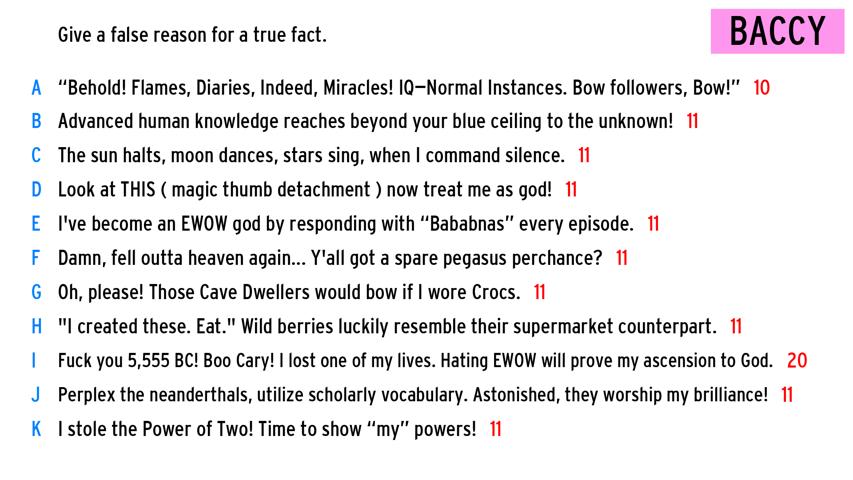 Give a false reason for a true fact.
BACCY
A “Behold! Flames, Diaries, Indeed, Miracles! IQ—Normal Instances. Bow followers, Bow!” 10
B Advanced human knowledge reaches beyond your blue ceiling to the unknown! 11
C The sun halts, moon dances, stars sing, when I command silence. 11
D Look at THIS ( magic thumb detachment ) now treat me as god! 11
E I've become an EWOW god by responding with “Bababnas” every episode. 11
F Damn, fell outta heaven again... Y'all got a spare pegasus perchance? 11
G Oh, please! Those Cave Dwellers would bow if I wore Crocs. 11
H "I created these. Eat." Wild berries luckily resemble their supermarket counterpart. 11
I Fuck you 5,555 BC! Boo Cary! I lost one of my lives. Hating EWOW will prove my ascension to God. 20
J Perplex the neanderthals, utilize scholarly vocabulary. Astonished, they worship my brilliance! 11
K I stole the Power of Two! Time to show “my” powers! 11